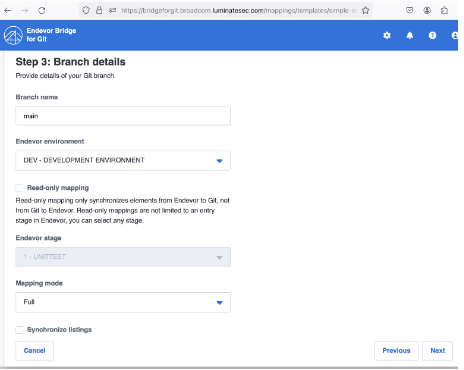 https://bridgeforgit.broadcom.luminatesec.com/mappings/templates/simple-m
Endevor Bridge
for Git
Step 3: Branch details
Provide details of your Git branch.
Branch name
main
Endevor environment
DEV - DEVELOPMENT ENVIRONMENT
Read-only mapping
Read-only mapping only synchronizes elements from Endevor to Git, not
from Git to Endevor. Read-only mappings are not limited to an entry
stage in Endevor, you can select any stage.
Endevor stage
1 - UNITTEST
Mapping mode
Full
Synchronize listings
Cancel
Previous
Next